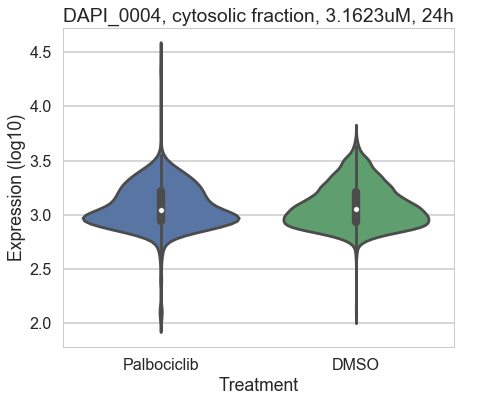 DAPI_0004, cytosolic fraction, 3.1623uM, 24h
Expression (log10)
4.5
4.0
3.5
3.0
2.5
2.0
Palbociclib DMSO
Treatment